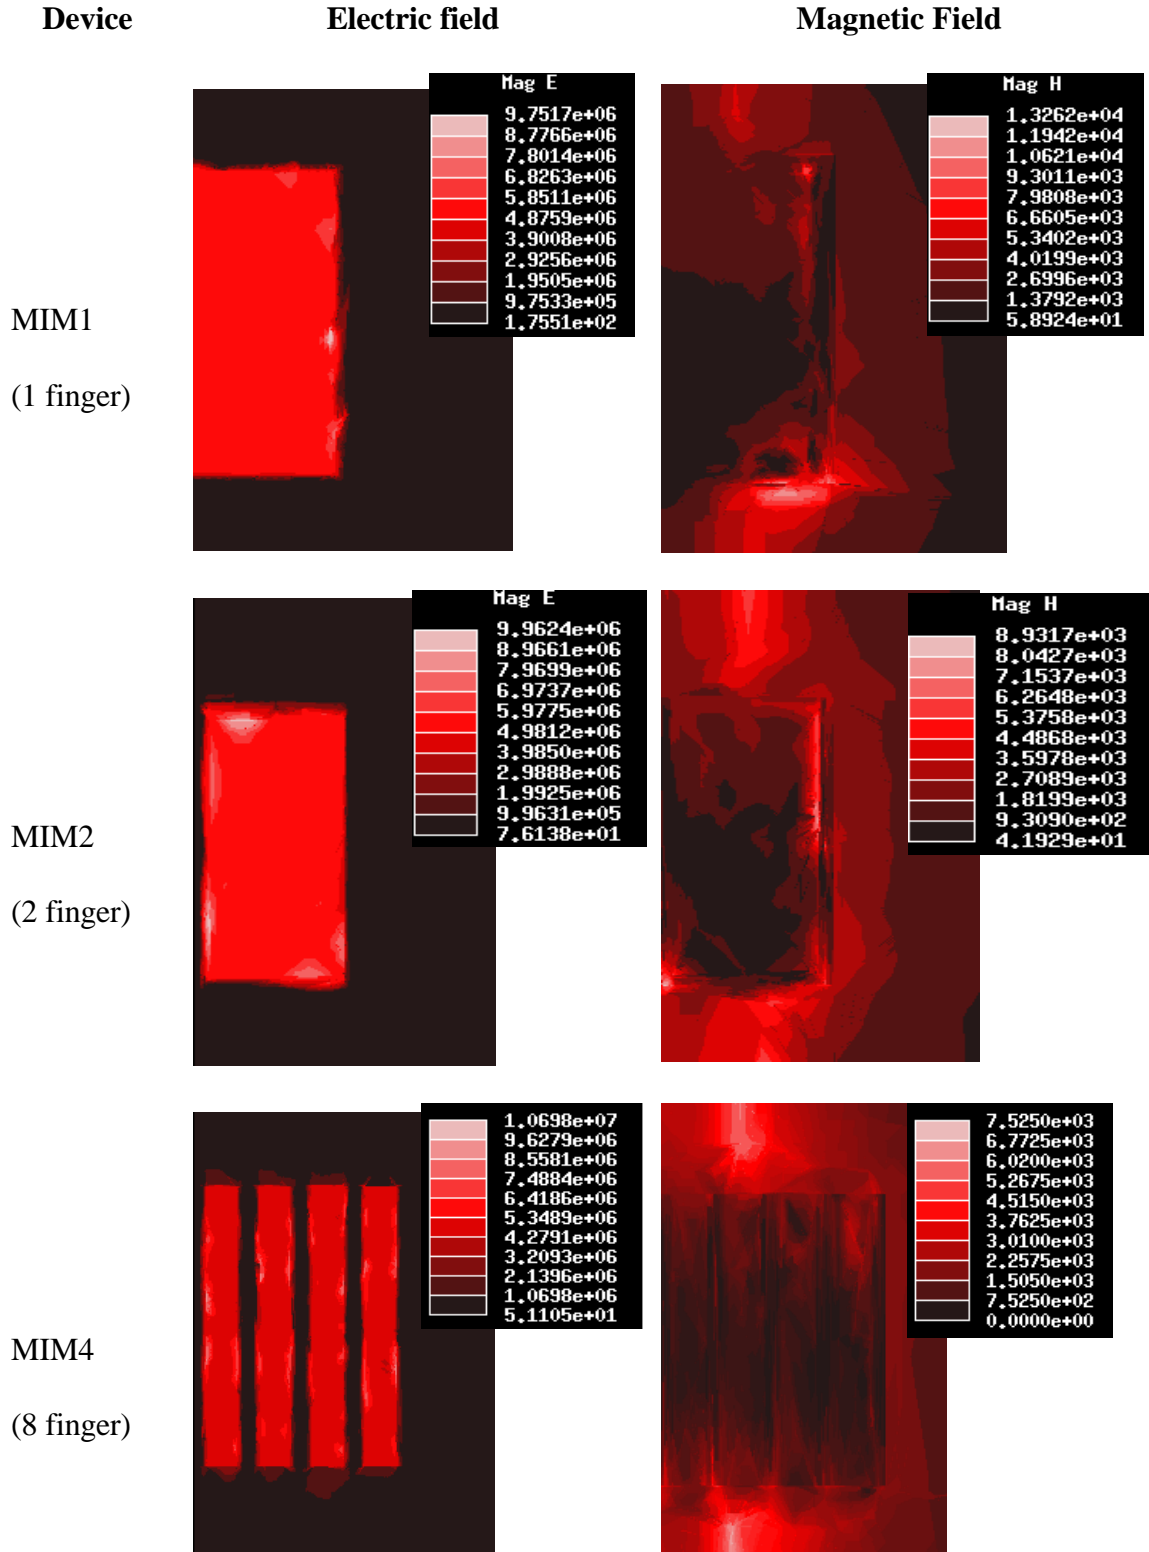 Device Electric field Magnetic Field
Mag E
9.7517e+06
8.7766e+06
7.8014e+06
6.8263e+06
5.8511e+06
4.8759e+06
3.9008e+06
2.9256e+06
1.9505e+06
9.7533e+05
1.7551e+02
Mag H
1.3262e+04
1.1942e+04
1.0621e+04
9.3011e+03
7.9808e+03
6.6605e+03
5.3402e+03
4.0199e+03
2.6996e+03
1.3792e+03
5.8924e+01
MIM1
(1 finger)
Mag E
9.9624e+06
8.9661e+06
7.9699e+06
6.9737e+06
5.9775e+06
4.9812e+06
3.9850e+06
2.9888e+06
1.9925e+06
9.9631e+05
7.6138e+01
Mag H
8.9317e+03
8.0427e+03
7.1537e+03
6.2648e+03
5.3758e+03
4.4868e+03
3.5978e+03
2.7089e+03
1.8199e+03
9.3090e+02
4.1929e+01
MIM2
(2 finger)
1.0698e+07
9.6279e+06
8.5581e+06
7.4884e+06
6.4186e+06
5.3489e+06
4.2791e+06
3.2093e+06
2.1396e+06
1.0698e+06
5.1105e+01
7.5250e+03
6.7725e+03
6.0200e+03
5.2675e+03
4.5150e+03
3.7625e+03
3.0100e+03
2.2575e+03
1.5050e+03
7.5250e+02
0.0000e+00
MIM4
(8 finger)